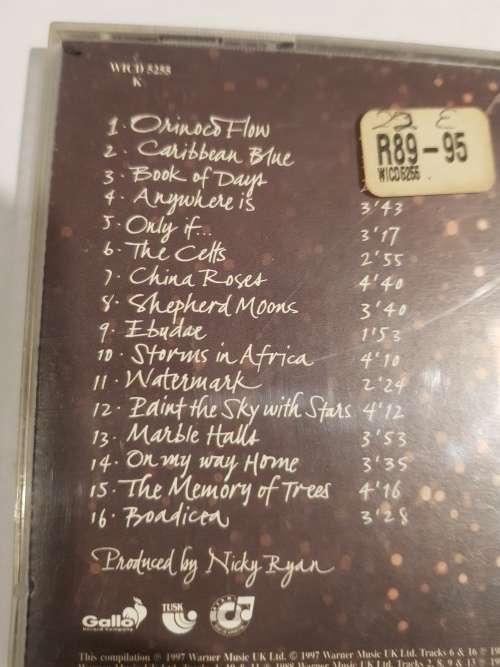 WICD 5255
K
R89-95
WICD5255
1. Orinoco Flow
2. Caribbean Blue
3. Book of Days
4. Anywhere is 3'43
5. Only if... 3'17
6. The Celts 2'55
7. China Roses 4'40
8. Shepherd Moons 3'40
9. Ebudae 1'53
10. Storms in Africa 4'10
11. Watermark 2'24
12. Paint the Sky with Stars 4'12
13. Marble Halls 3'53
14. On my way Home 3'35
15. The Memory of Trees 4'16
16. Boadicea 3'28
Produced by Nicky Ryan
Gallo
Record Company
TUSK
This compilation ℗ 1997 Warner Music UK Ltd. © 1997 Warner Music UK Ltd. Tracks 6 & 16 ℗